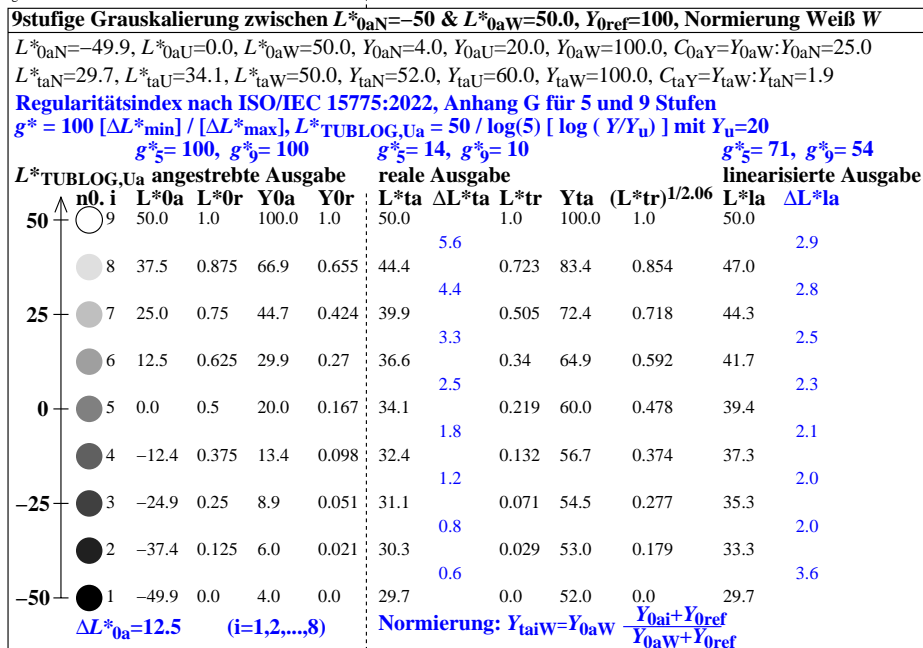 9stufige Grauskalierung zwischen L*0aN=−50 & L*0aW=50.0, Y0ref=100, Normierung Weiß W
L*0aN=−49.9, L*0aU=0.0, L*0aW=50.0, Y0aN=4.0, Y0aU=20.0, Y0aW=100.0, C0aY=Y0aW:Y0aN=25.0
L*taN=29.7, L*taU=34.1, L*taW=50.0, YtaN=52.0, YtaU=60.0, YtaW=100.0, CtaY=YtaW:YtaN=1.9
Regularitätsindex nach ISO/IEC 15775:2022, Anhang G für 5 und 9 Stufen
g* = 100 [ΔL*min] / [ΔL*max], L*TUBLOG,Ua = 50 / log(5) [ log ( Y/Yu) ] mit Yu=20
g*5= 100, g*9= 100 g*5= 14, g*9= 10 g*5= 71, g*9= 54
L*TUBLOG,Ua angestrebte Ausgabe reale Ausgabe linearisierte Ausgabe
n0. i L*0a L*0r Y0a Y0r L*ta ΔL*ta L*tr Yta (L*tr)1/2.06 L*la ΔL*la
50 9 50.0 1.0 100.0 1.0 50.0 1.0 100.0 1.0 50.0
5.6 2.9
8 37.5 0.875 66.9 0.655 44.4 0.723 83.4 0.854 47.0
4.4 2.8
25 7 25.0 0.75 44.7 0.424 39.9 0.505 72.4 0.718 44.3
3.3 2.5
6 12.5 0.625 29.9 0.27 36.6 0.34 64.9 0.592 41.7
2.5 2.3
0 5 0.0 0.5 20.0 0.167 34.1 0.219 60.0 0.478 39.4
1.8 2.1
4 −12.4 0.375 13.4 0.098 32.4 0.132 56.7 0.374 37.3
1.2 2.0
−25 3 −24.9 0.25 8.9 0.051 31.1 0.071 54.5 0.277 35.3
0.8 2.0
2 −37.4 0.125 6.0 0.021 30.3 0.029 53.0 0.179 33.3
0.6 3.6
−50 1 −49.9 0.0 4.0 0.0 29.7 0.0 52.0 0.0 29.7
ΔL*0a=12.5 (i=1,2,...,8) Normierung: YtaiW=Y0aW Y0ai+Y0ref
Y0aW+Y0ref